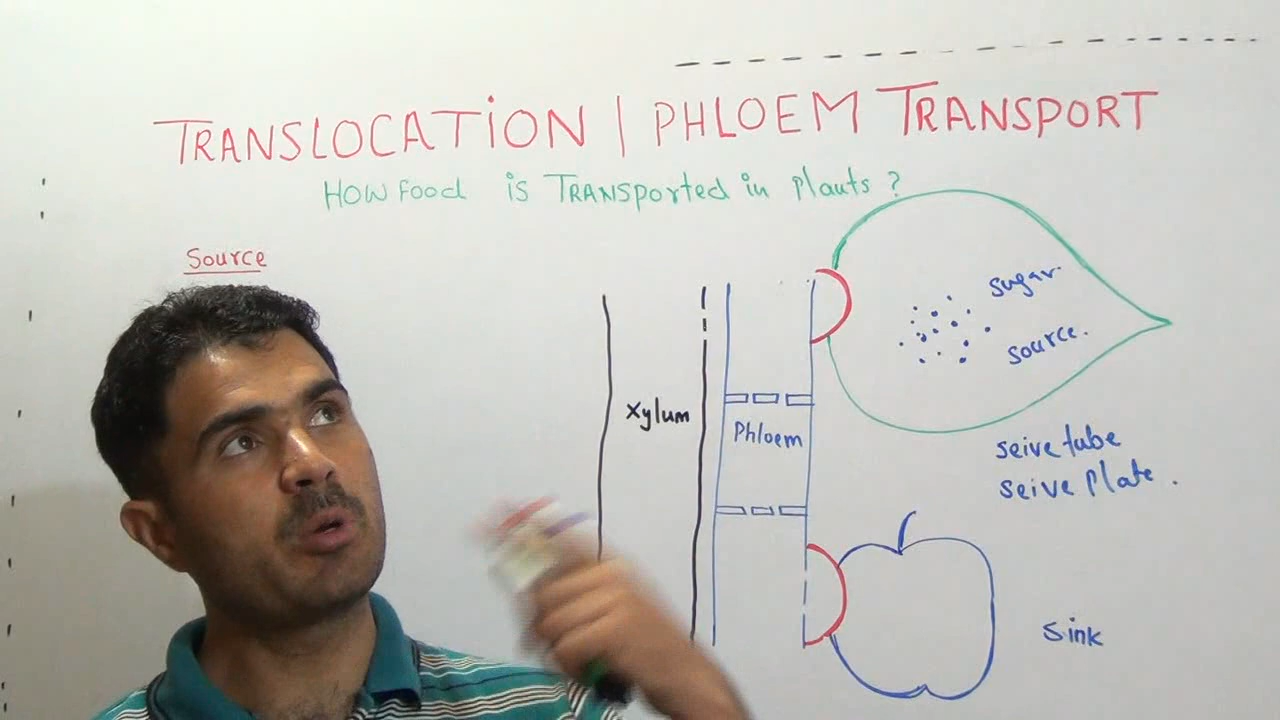 TRANSLOCATION | PHLOEM TRANSPORT
HOW Food is TRANSPorted in plants ?
Source
sugar.
source.
Xylum
Phloem
seive tube
seive plate.
sink